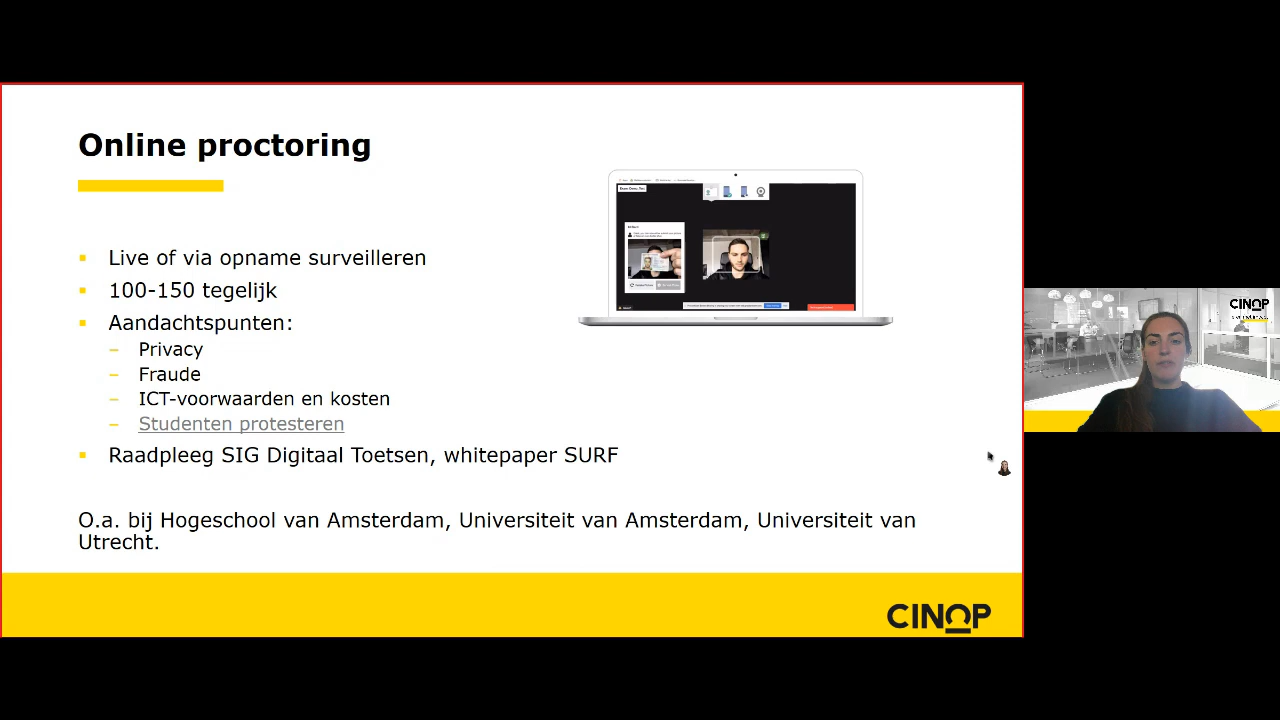 Online proctoring
Live of via opname surveilleren
100-150 tegelijk
Aandachtspunten:
– Privacy
– Fraude
– ICT-voorwaarden en kosten
– Studenten protesteren
Raadpleeg SIG Digitaal Toetsen, whitepaper SURF
O.a. bij Hogeschool van Amsterdam, Universiteit van Amsterdam, Universiteit van
Utrecht.
CINOP
CINOP